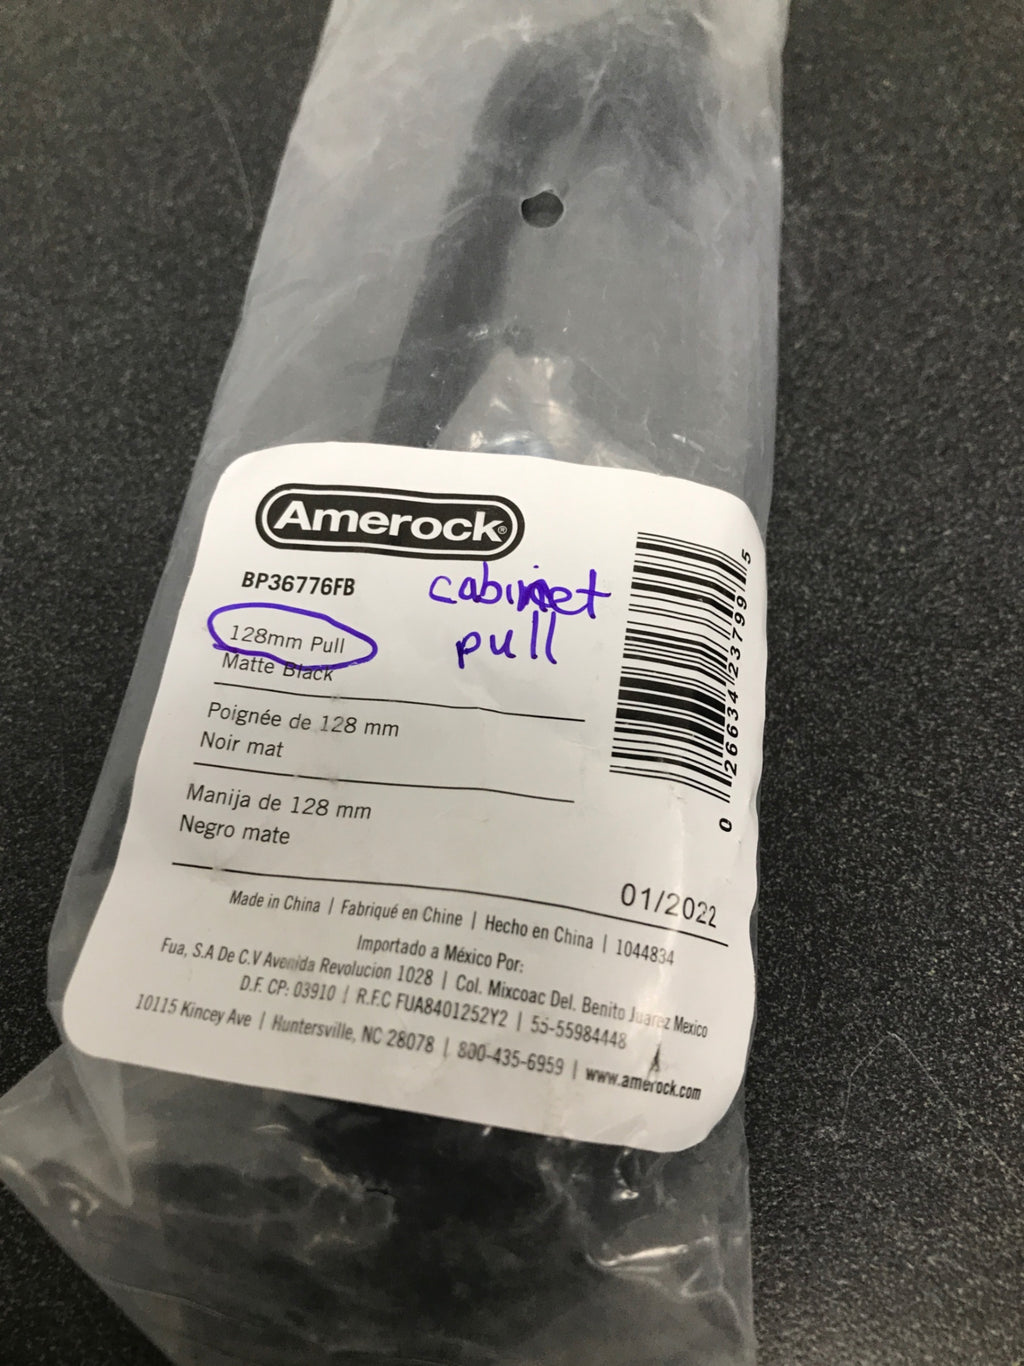 Amerock®
BP36776FB
cabinet
pull
128mm Pull
Matte Black
Poignée de 128 mm
Noir mat
Manija de 128 mm
Negro mate
0 26634 23799 5
01/2022
Made in China | Fabriqué en Chine | Hecho en China | 1044834
Importado a México Por:
Fua, S.A De C.V Avenida Revolucion 1028 | Col. Mixcoac Del. Benito Juarez Mexico
D.F. CP: 03910 | R.F.C FUA8401252Y2 | 55-55984448
10115 Kincey Ave | Huntersville, NC 28078 | 800-435-6959 | www.amerock.com